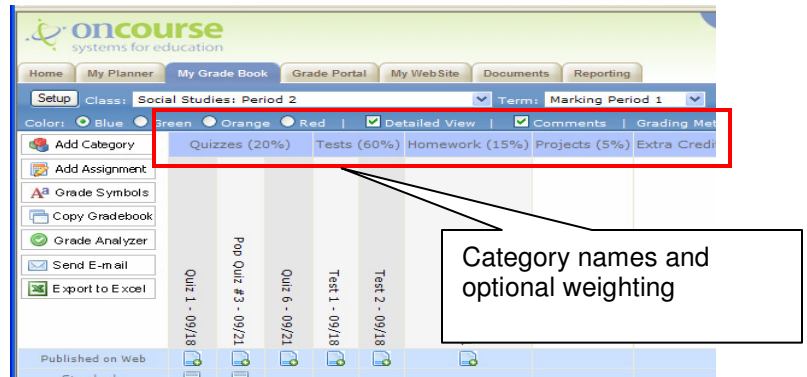 oncourse
systems for education
Home My Planner My Grade Book Grade Portal My WebSite Documents Reporting
Setup Class: Social Studies: Period 2 Term: Marking Period 1
Color: Blue Green Orange Red | Detailed View | Comments | Grading Met
Add Category Quizzes (20%) Tests (60%) Homework (15%) Projects (5%) Extra Credi
Add Assignment
Grade Symbols
Copy Gradebook
Grade Analyzer
Send E-mail
Export to Excel
Quiz 1 - 09/18
Pop Quiz #3 - 09/21
Quiz 6 - 09/21
Test 1 - 09/18
Test 2 - 09/18
Category names and
optional weighting
Published on Web